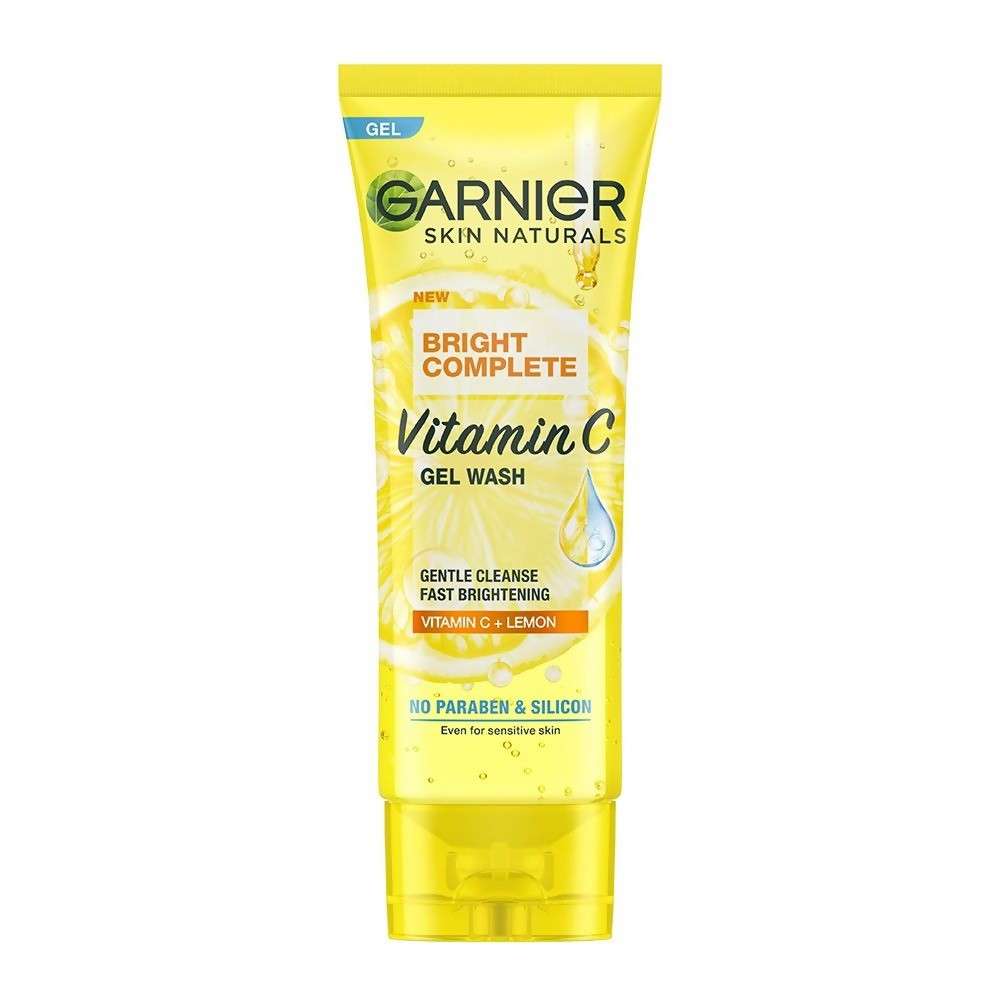 GEL
GARNIER
SKIN NATURALS
NEW
BRIGHT
COMPLETE
Vitamin C
GEL WASH
GENTLE CLEANSE
FAST BRIGHTENING
VITAMIN C + LEMON
NO PARABEN & SILICON
Even for sensitive skin